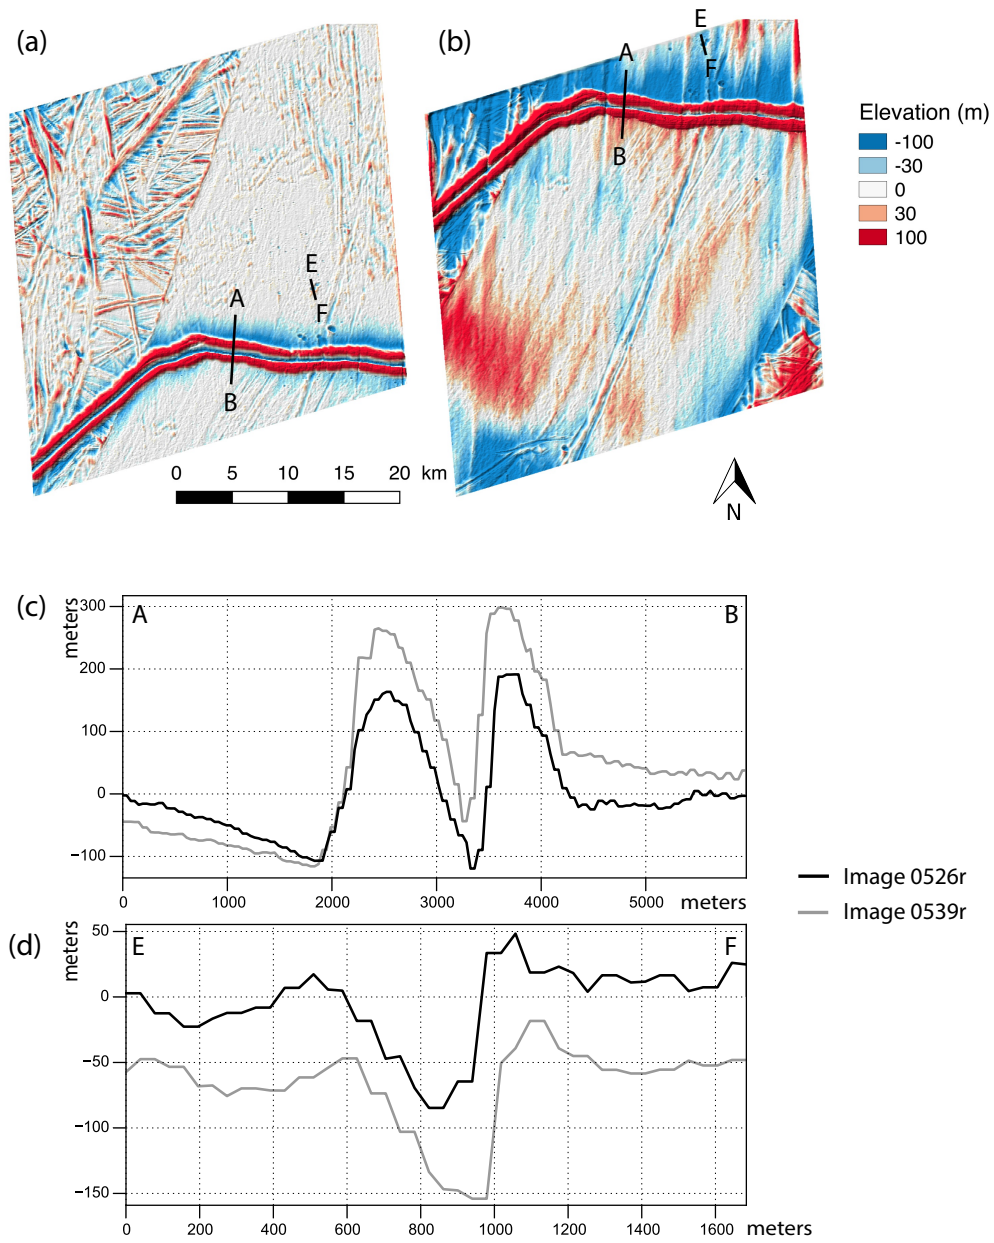 (a)
(b)
E
A
F
B
E
F
A
B
Elevation (m)
-100
-30
0
30
100
0 5 10 15 20 km
N
(c)
meters
300
200
100
0
−100
A
B
0 1000 2000 3000 4000 5000 meters
Image 0526r
Image 0539r
(d)
meters
50
0
−50
−100
−150
E
F
0 200 400 600 800 1000 1200 1400 1600 meters